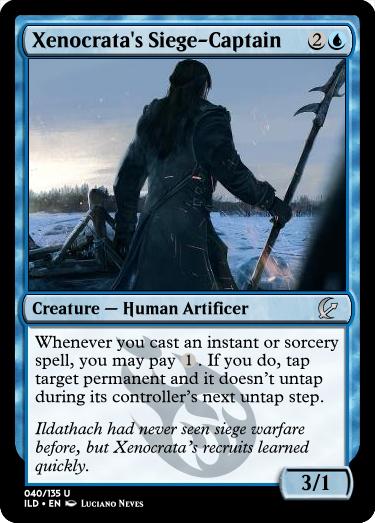 Xenocrata's Siege-Captain 2
Creature — Human Artificer
Whenever you cast an instant or sorcery
spell, you may pay 1. If you do, tap
target permanent and it doesn't untap
during its controller's next untap step.
Ildathach had never seen siege warfare
before, but Xenocrata's recruits learned
quickly.
3/1
040/135 U
ILD • EN Luciano Neves